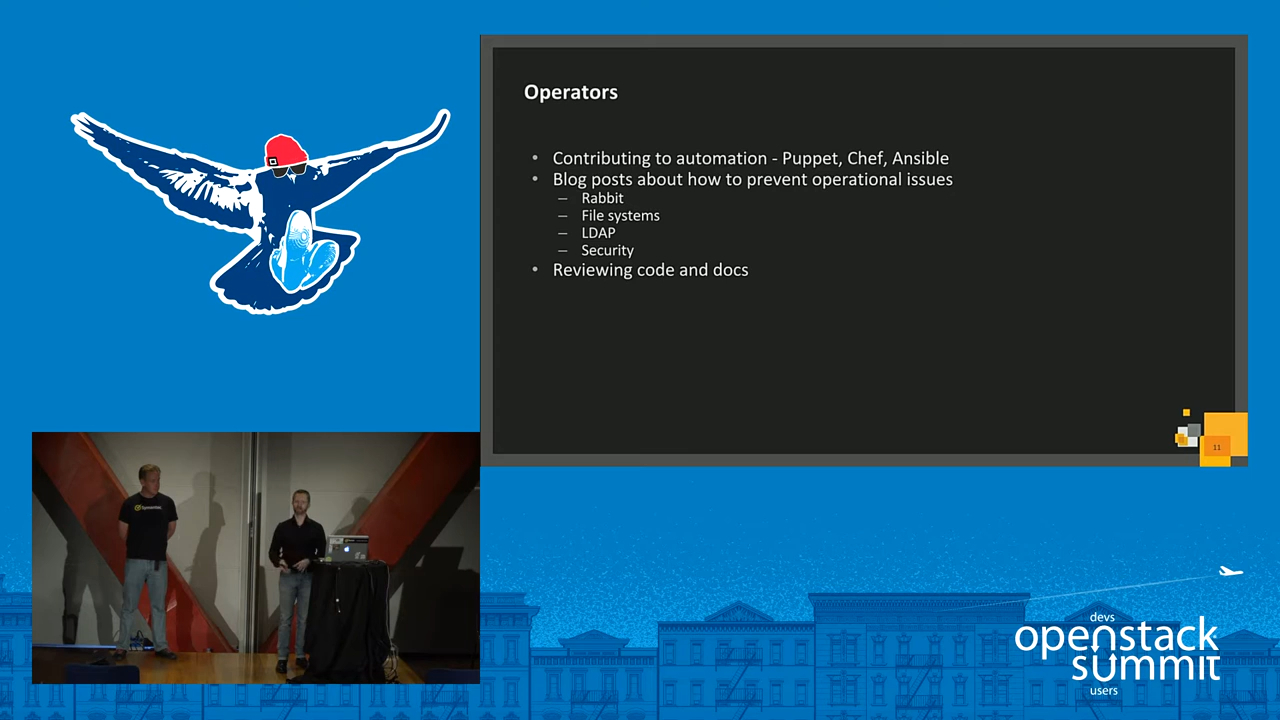 Operators
• Contributing to automation - Puppet, Chef, Ansible
• Blog posts about how to prevent operational issues
– Rabbit
– File systems
– LDAP
– Security
• Reviewing code and docs
11
Symantec
devs
openstack
summit
users